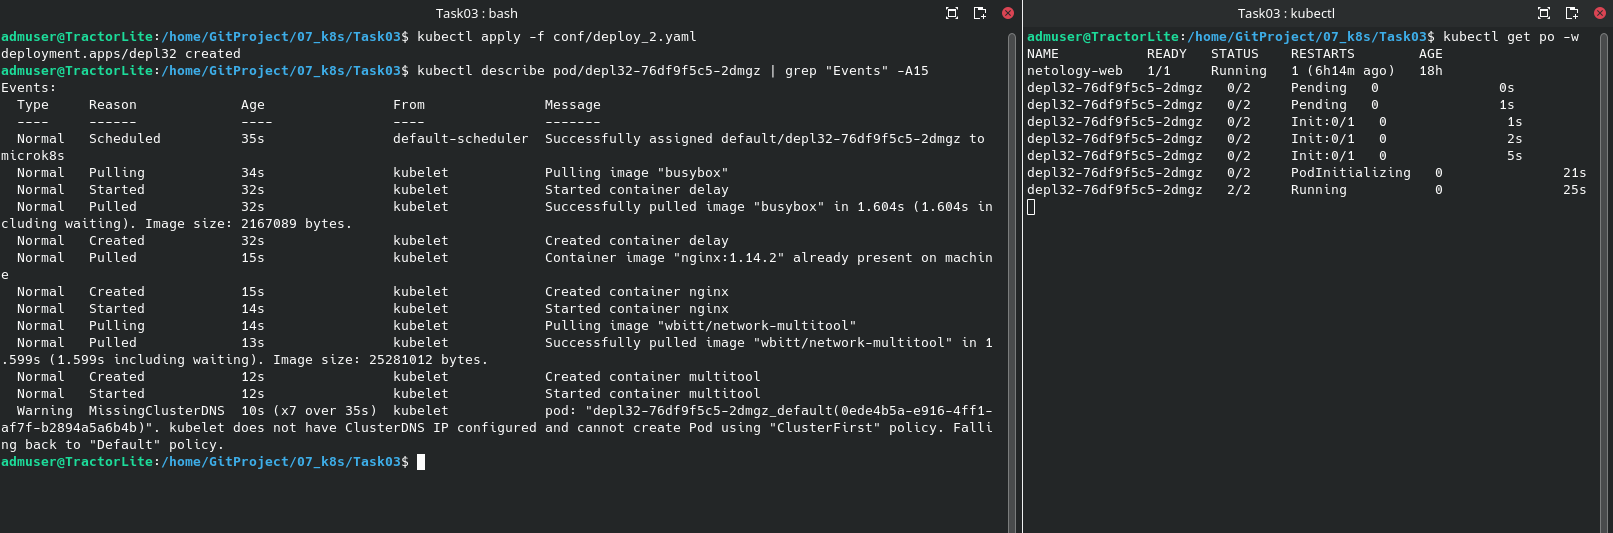 Task03 : bash
admuser@TractorLite:/home/GitProject/07_k8s/Task03$ kubectl apply -f conf/deploy_2.yaml
deployment.apps/depl32 created
admuser@TractorLite:/home/GitProject/07_k8s/Task03$ kubectl describe pod/depl32-76df9f5c5-2dmgz | grep "Events" -A15
Events:
  Type     Reason             Age                From               Message
  ----     ------             ----               ----               -------
  Normal   Scheduled          35s                default-scheduler  Successfully assigned default/depl32-76df9f5c5-2dmgz to
microk8s
  Normal   Pulling            34s                kubelet            Pulling image "busybox"
  Normal   Started            32s                kubelet            Started container delay
  Normal   Pulled             32s                kubelet            Successfully pulled image "busybox" in 1.604s (1.604s in
cluding waiting). Image size: 2167089 bytes.
  Normal   Created            32s                kubelet            Created container delay
  Normal   Pulled             15s                kubelet            Container image "nginx:1.14.2" already present on machin
e
  Normal   Created            15s                kubelet            Created container nginx
  Normal   Started            14s                kubelet            Started container nginx
  Normal   Pulling            14s                kubelet            Pulling image "wbitt/network-multitool"
  Normal   Pulled             13s                kubelet            Successfully pulled image "wbitt/network-multitool" in 1
.599s (1.599s including waiting). Image size: 25281012 bytes.
  Normal   Created            12s                kubelet            Created container multitool
  Normal   Started            12s                kubelet            Started container multitool
  Warning  MissingClusterDNS  10s (x7 over 35s)  kubelet            pod: "depl32-76df9f5c5-2dmgz_default(0ede4b5a-e916-4ff1-
af7f-b2894a5a6b4b)". kubelet does not have ClusterDNS IP configured and cannot create Pod using "ClusterFirst" policy. Falli
ng back to "Default" policy.
admuser@TractorLite:/home/GitProject/07_k8s/Task03$
Task03 : kubectl
admuser@TractorLite:/home/GitProject/07_k8s/Task03$ kubectl get po -w
NAME           READY   STATUS    RESTARTS        AGE
netology-web   1/1     Running   1 (6h14m ago)   18h
depl32-76df9f5c5-2dmgz   0/2     Pending   0               0s
depl32-76df9f5c5-2dmgz   0/2     Pending   0               1s
depl32-76df9f5c5-2dmgz   0/2     Init:0/1   0               1s
depl32-76df9f5c5-2dmgz   0/2     Init:0/1   0               2s
depl32-76df9f5c5-2dmgz   0/2     Init:0/1   0               5s
depl32-76df9f5c5-2dmgz   0/2     PodInitializing   0               21s
depl32-76df9f5c5-2dmgz   2/2     Running           0               25s